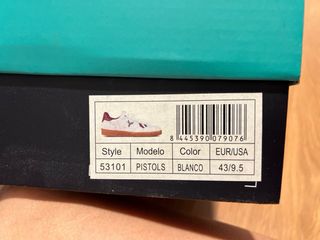 8 445390 079076
Style Modelo Color EUR/USA
53101 PISTOLS BLANCO 43/9.5